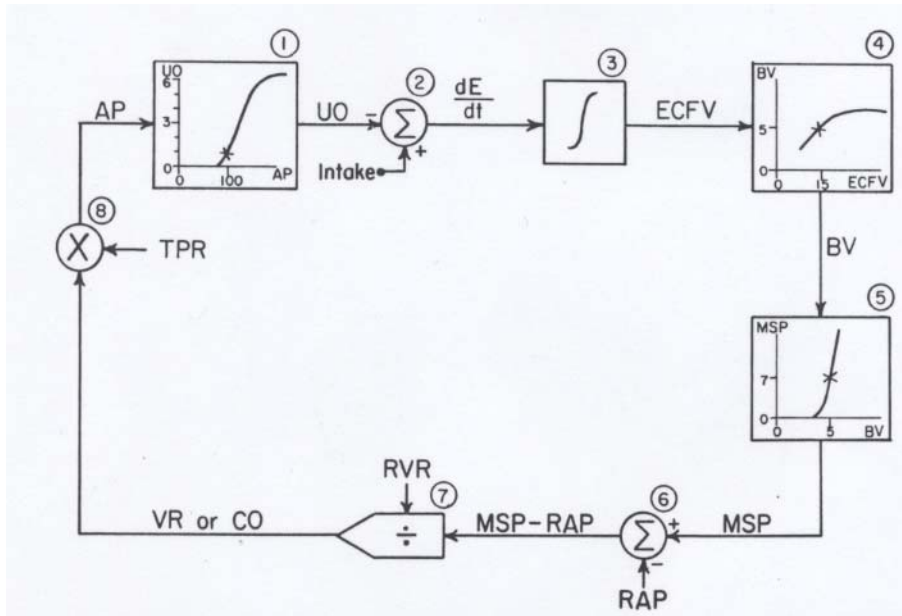 ①
UO
6
3
0
0
100
AP
AP
UO
②
−
Σ
+
Intake
dE
dt
③
ECFV
④
BV
5
0
0
15
ECFV
BV
⑤
MSP
7
0
0
5
BV
⑧
X
TPR
RVR
⑦
÷
VR or CO
MSP-RAP
⑥
Σ
+
−
MSP
RAP